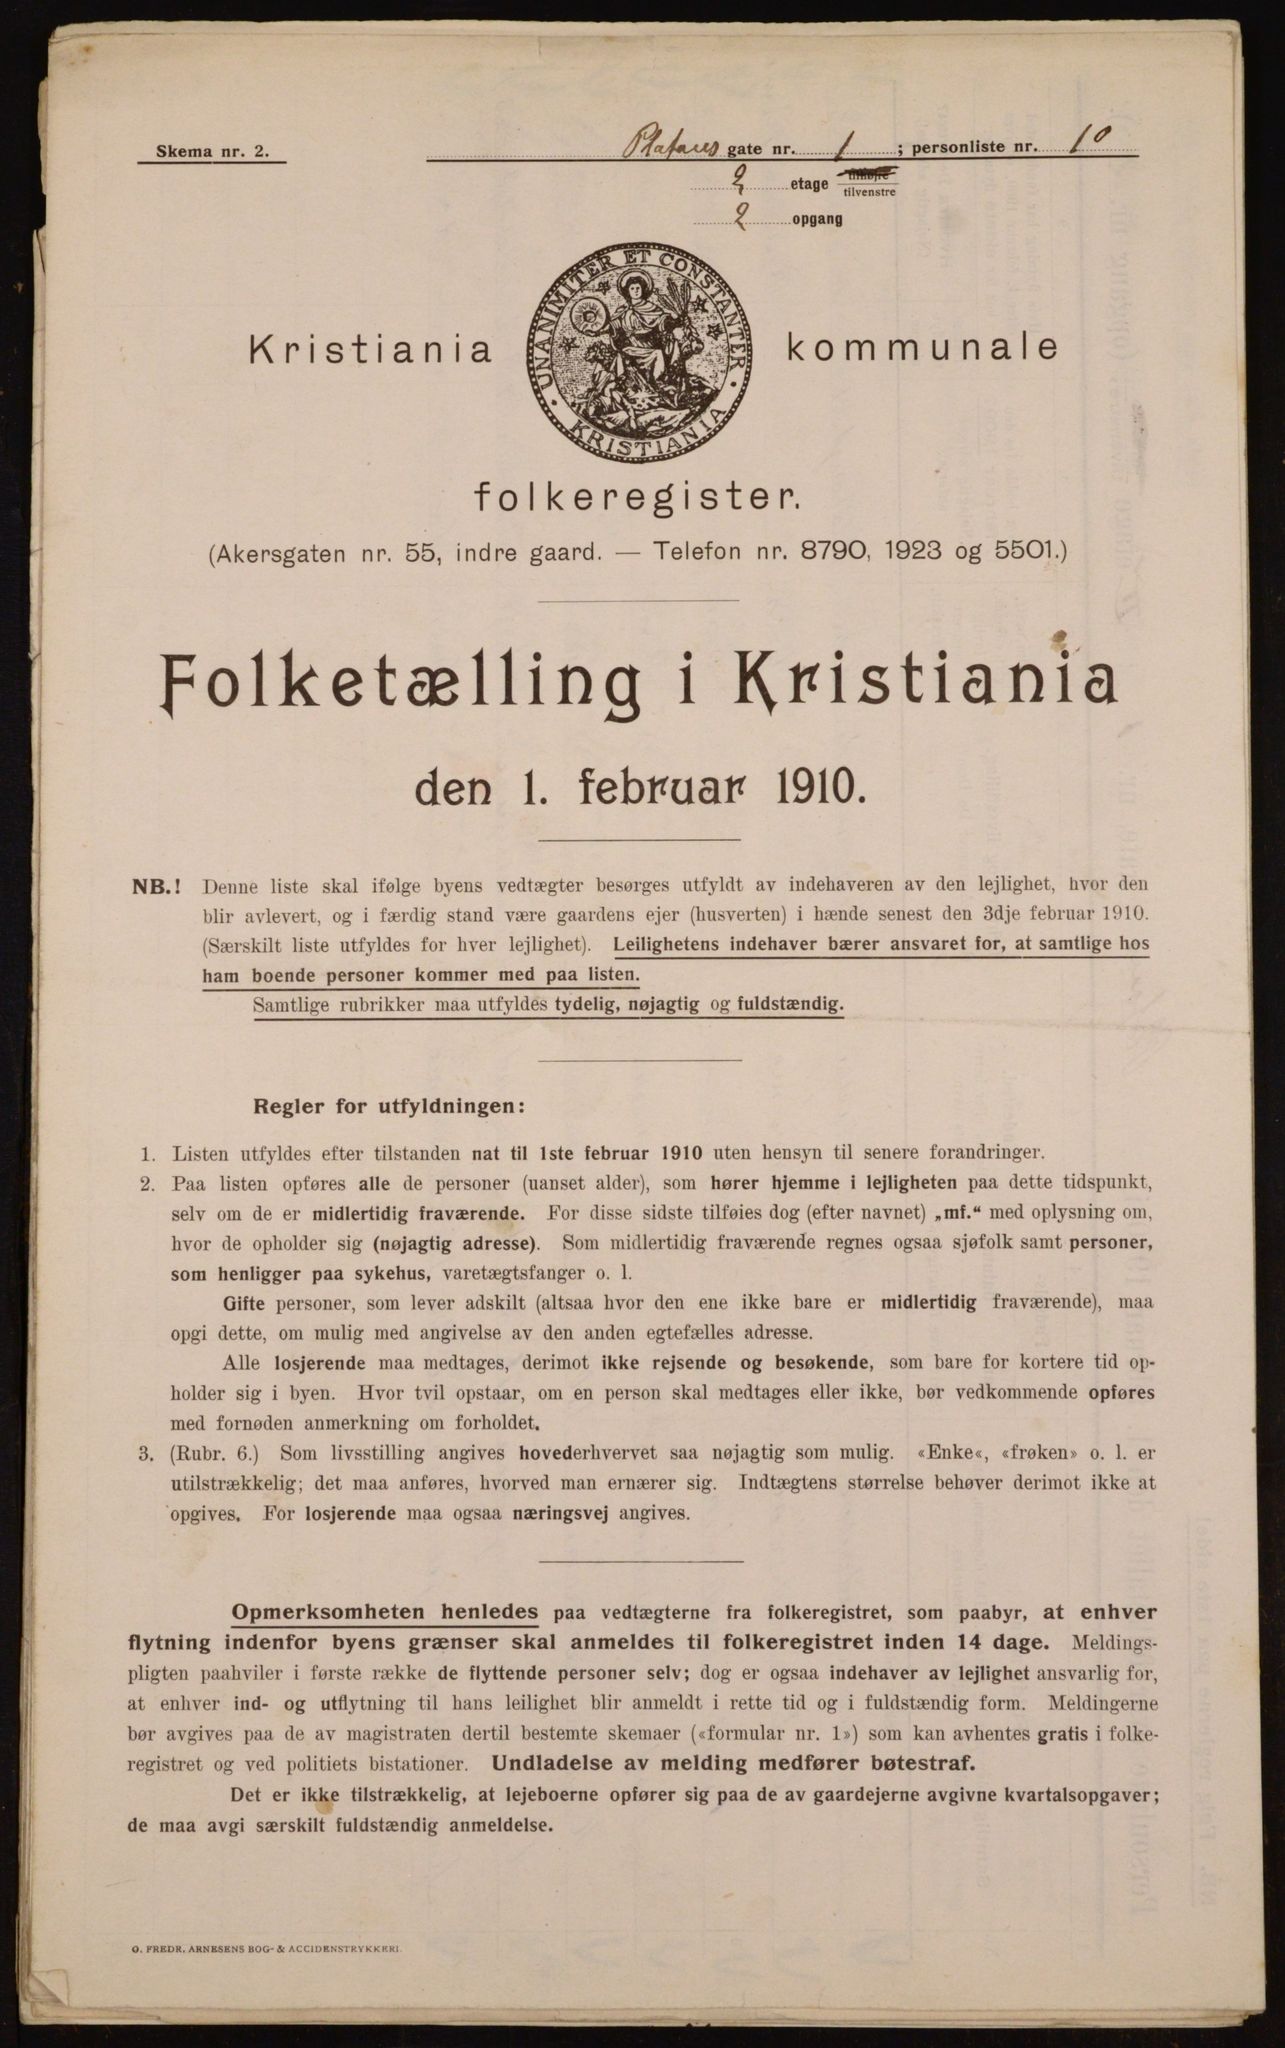 Skema nr. 2.
Platous gate nr. 1 ; personliste nr. 10
2 etage tilhøjre
tilvenstre
2 opgang
UNANIMITER ET CONSTANTER
KRISTIANIA
Kristiania kommunale
folkeregister.
(Akersgaten nr. 55, indre gaard. — Telefon nr. 8790, 1923 og 5501.)
Folketælling i Kristiania
den 1. februar 1910.
NB.! Denne liste skal ifølge byens vedtægter besørges utfyldt av indehaveren av den lejlighet, hvor den
blir avlevert, og i færdig stand være gaardens ejer (husverten) i hænde senest den 3dje februar 1910.
(Særskilt liste utfyldes for hver lejlighet). Leilighetens indehaver bærer ansvaret for, at samtlige hos
ham boende personer kommer med paa listen.
Samtlige rubrikker maa utfyldes tydelig, nøjagtig og fuldstændig.
Regler for utfyldningen:
1. Listen utfyldes efter tilstanden nat til 1ste februar 1910 uten hensyn til senere forandringer.
2. Paa listen opføres alle de personer (uanset alder), som hører hjemme i lejligheten paa dette tidspunkt,
selv om de er midlertidig fraværende. For disse sidste tilføies dog (efter navnet) „mf.“ med oplysning om,
hvor de opholder sig (nøjagtig adresse). Som midlertidig fraværende regnes ogsaa sjøfolk samt personer,
som henligger paa sykehus, varetægtsfanger o. l.
Gifte personer, som lever adskilt (altsaa hvor den ene ikke bare er midlertidig fraværende), maa
opgi dette, om mulig med angivelse av den anden egtefælles adresse.
Alle losjerende maa medtages, derimot ikke rejsende og besøkende, som bare for kortere tid op-
holder sig i byen. Hvor tvil opstaar, om en person skal medtages eller ikke, bør vedkommende opføres
med fornøden anmerkning om forholdet.
3. (Rubr. 6.) Som livsstilling angives hovederhvervet saa nøjagtig som mulig. «Enke«, «frøken» o. l. er
utilstrækkelig; det maa anføres, hvorved man ernærer sig. Indtægtens størrelse behøver derimot ikke at
opgives. For losjerende maa ogsaa næringsvej angives.
Opmerksomheten henledes paa vedtægterne fra folkeregistret, som paabyr, at enhver
flytning indenfor byens grænser skal anmeldes til folkeregistret inden 14 dage. Meldings-
pligten paahviler i første række de flyttende personer selv; dog er ogsaa indehaver av lejlighet ansvarlig for,
at enhver ind- og utflytning til hans leilighet blir anmeldt i rette tid og i fuldstændig form. Meldingerne
bør avgives paa de av magistraten dertil bestemte skemaer («formular nr. 1») som kan avhentes gratis i folke-
registret og ved politiets bistationer. Undladelse av melding medfører bøtestraf.
Det er ikke tilstrækkelig, at lejeboerne opfører sig paa de av gaardejerne avgivne kvartalsopgaver;
de maa avgi særskilt fuldstændig anmeldelse.
O. FREDR. ARNESENS BOG- & ACCIDENSTRYKKERI.